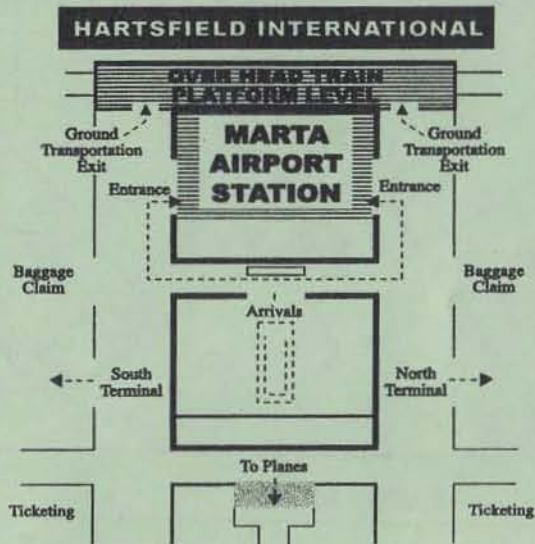 HARTSFIELD INTERNATIONAL
OVER HEAD TRAIN
PLATFORM LEVEL
Ground
Transportation
Exit
MARTA
AIRPORT
STATION
Ground
Transportation
Exit
Entrance
Entrance
Baggage
Claim
Baggage
Claim
Arrivals
South
Terminal
North
Terminal
To Planes
Ticketing
Ticketing